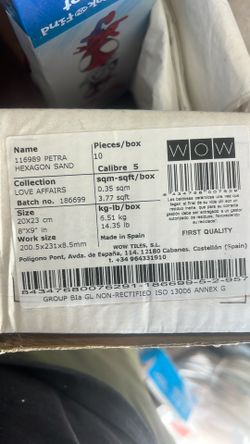 Name
116989 PETRA
HEXAGON SAND
Collection
LOVE AFFAIRS
Batch no. 186699
Size
20X23 cm
8"X9" in
Work size
200.5x231x8.5mm
Pieces/box
10
Calibre 5
sqm-sqft/box
0.35 sqm
3.77 sqft
kg-lb/box
6.51 kg
14.35 lb
Made in Spain
WOW
FIRST QUALITY
WOW TILES, S.L.
Poligono Pont, Avda. de España, 114. 12180 Cabanes. Castellón (Spain)
t. +34 964331910
GROUP BIa GL NON-RECTIFIED ISO 13006 ANNEX G